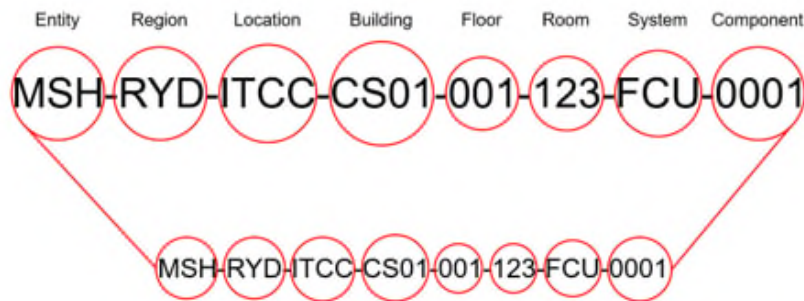 Entity Region Location Building Floor Room System Component
MSH-RYD-ITCC-CS01-001-123-FCU-0001
MSH-RYD-ITCC-CS01-001-123-FCU-0001